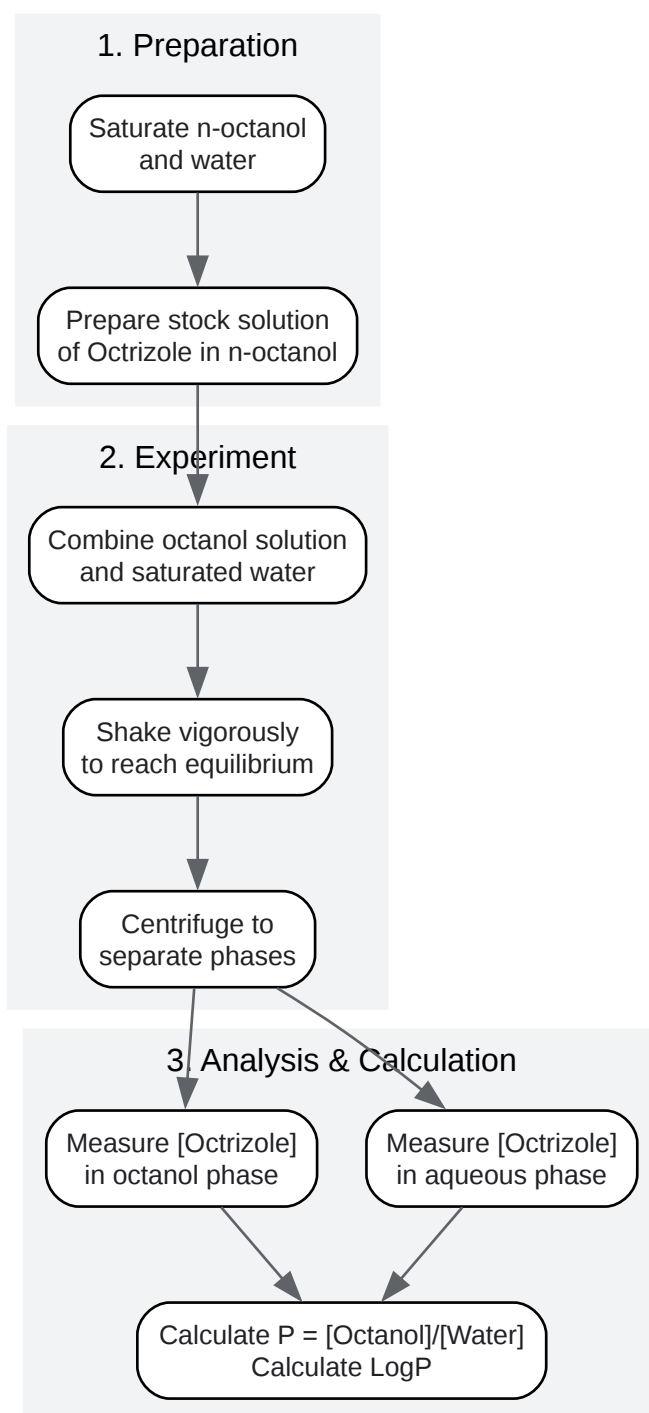 1. Preparation
Saturate n-octanol
and water
Prepare stock solution
of Octrizole in n-octanol
2. Experiment
Combine octanol solution
and saturated water
Shake vigorously
to reach equilibrium
Centrifuge to
separate phases
3. Analysis & Calculation
Measure [Octrizole]
in octanol phase
Measure [Octrizole]
in aqueous phase
Calculate P = [Octanol]/[Water]
Calculate LogP